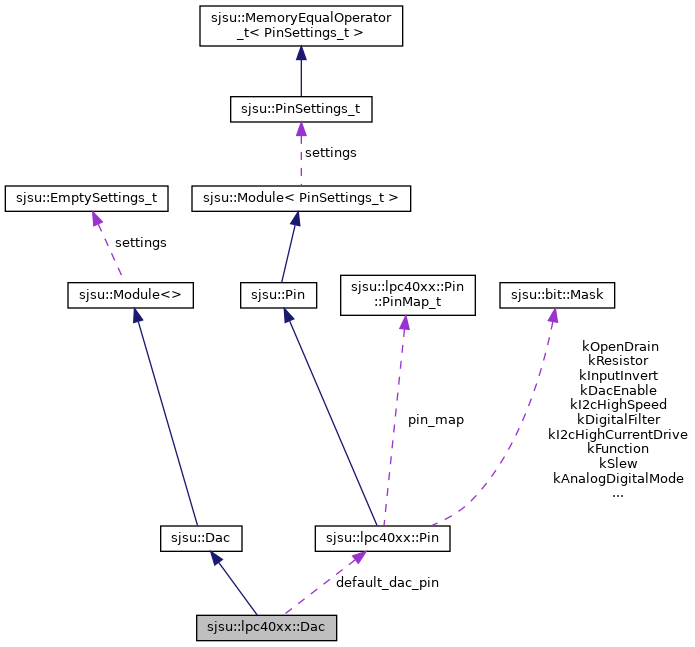 sjsu::MemoryEqualOperator
_t< PinSettings_t >
sjsu::PinSettings_t
settings
sjsu::EmptySettings_t
sjsu::Module< PinSettings_t >
settings
sjsu::Module<>
sjsu::Pin
sjsu::lpc40xx::Pin
::PinMap_t
sjsu::bit::Mask
kOpenDrain
kResistor
kInputInvert
kDacEnable
kI2cHighSpeed
kDigitalFilter
kI2cHighCurrentDrive
kFunction
kSlew
kAnalogDigitalMode
...
pin_map
sjsu::Dac
sjsu::lpc40xx::Pin
default_dac_pin
sjsu::lpc40xx::Dac